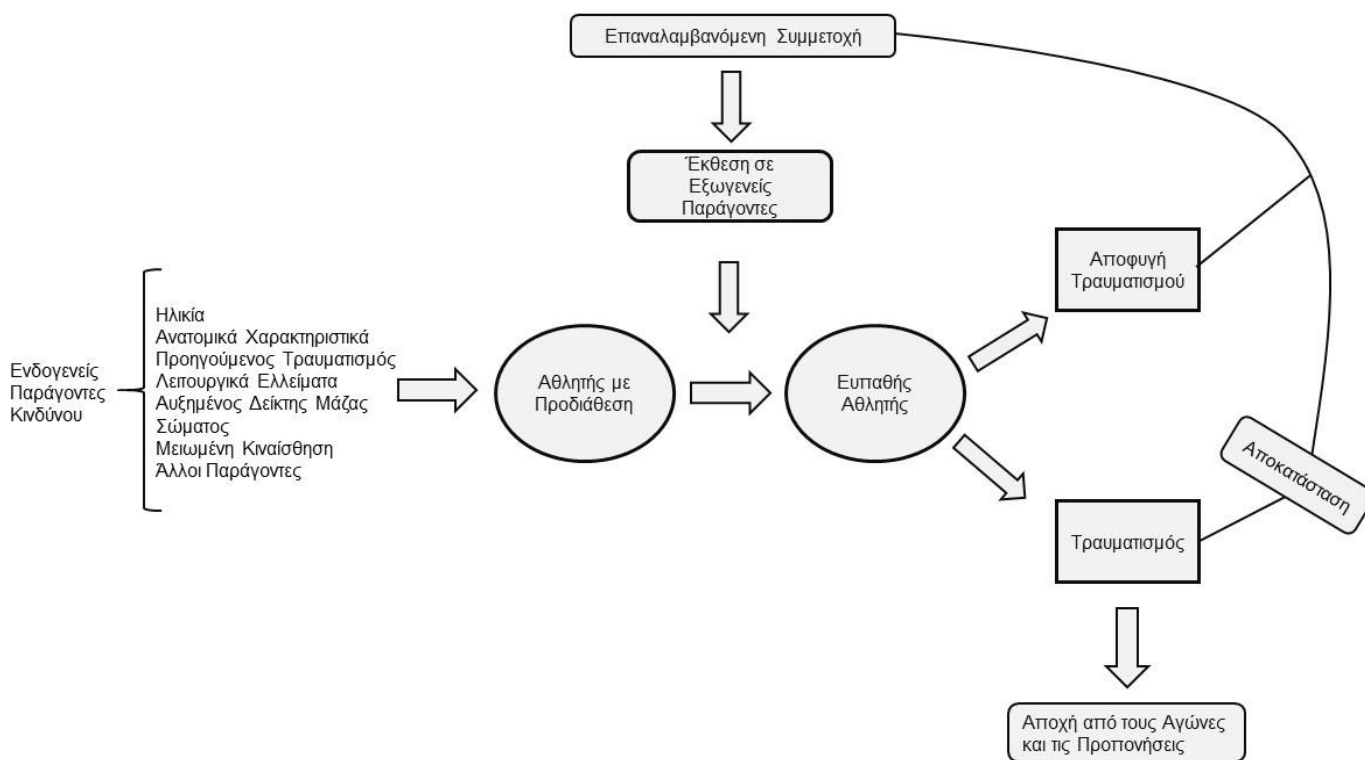 Επαναλαμβανόμενη Συμμετοχή
Έκθεση σε
Εξωγενείς
Παράγοντες
Ενδογενείς
Παράγοντες
Κινδύνου
Ηλικία
Ανατομικά Χαρακτηριστικά
Προηγούμενος Τραυματισμός
Λειτουργικά Ελλείματα
Αυξημένος Δείκτης Μάζας
Σώματος
Μειωμένη Κιναίσθηση
Άλλοι Παράγοντες
Αθλητής με
Προδιάθεση
Ευπαθής
Αθλητής
Αποφυγή
Τραυματισμού
Αποκατάσταση
Τραυματισμός
Αποχή από τους Αγώνες
και τις Προπονήσεις